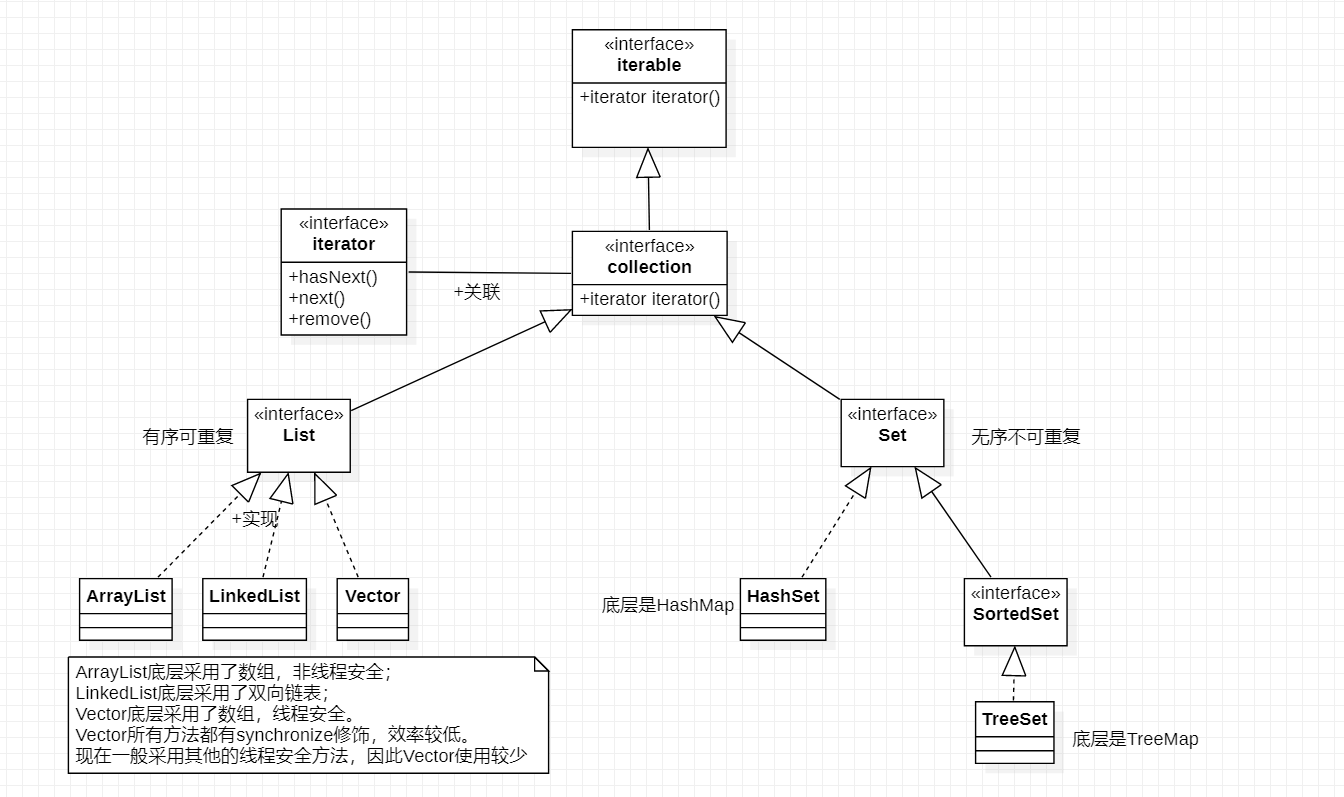 «interface»
iterable
+iterator iterator()
«interface»
iterator
+hasNext()
+next()
+remove()
+关联
«interface»
collection
+iterator iterator()
有序可重复
«interface»
List
«interface»
Set
无序不可重复
+实现
ArrayList
LinkedList
Vector
底层是HashMap
HashSet
«interface»
SortedSet
ArrayList底层采用了数组，非线程安全；
LinkedList底层采用了双向链表；
Vector底层采用了数组，线程安全。
Vector所有方法都有synchronize修饰，效率较低。
现在一般采用其他的线程安全方法，因此Vector使用较少
TreeSet
底层是TreeMap